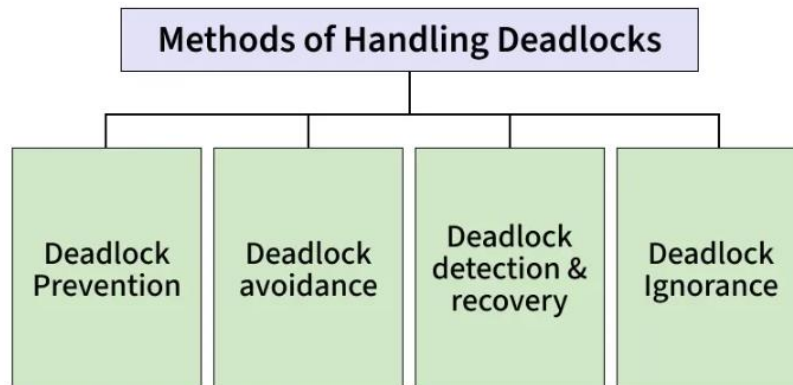 Methods of Handling Deadlocks
Deadlock
Prevention
Deadlock
avoidance
Deadlock
detection &
recovery
Deadlock
Ignorance